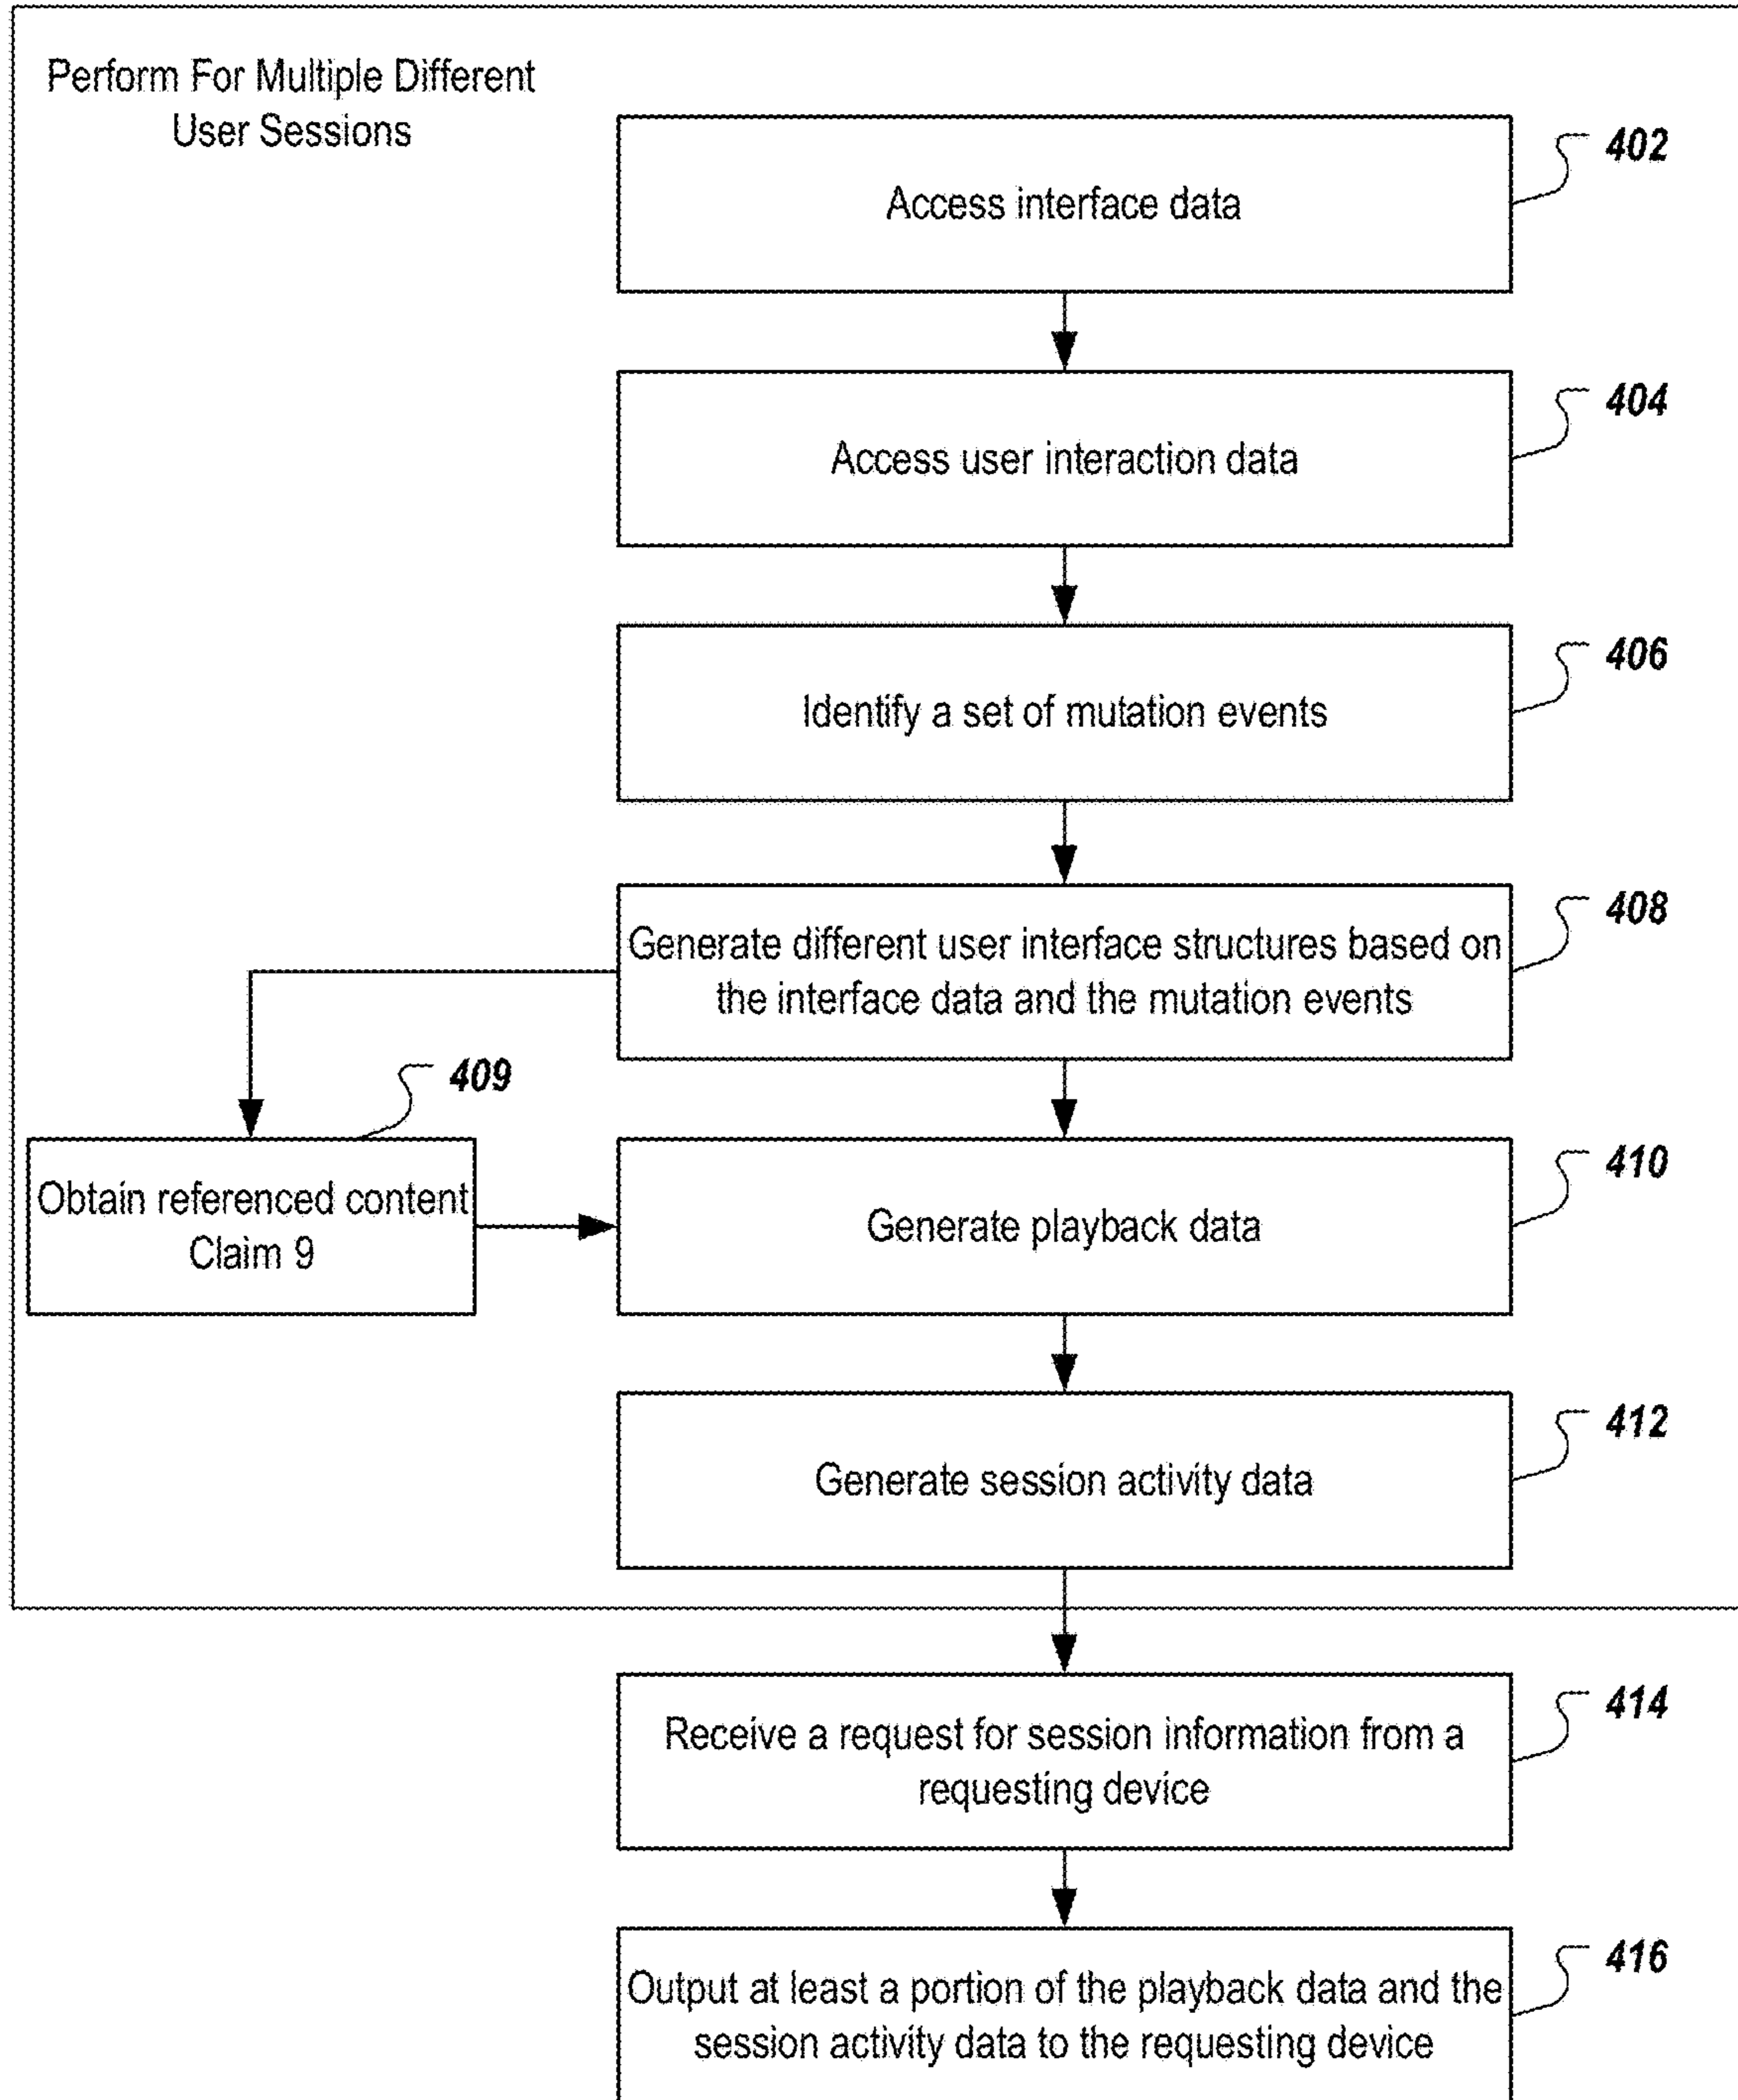 Perform For Multiple Different
User Sessions
402
Access interface data
404
Access user interaction data
406
Identify a set of mutation events
408
Generate different user interface structures based on
the interface data and the mutation events
409
Obtain referenced content
Claim 9
410
Generate playback data
412
Generate session activity data
414
Receive a request for session information from a
requesting device
416
Output at least a portion of the playback data and the
session activity data to the requesting device